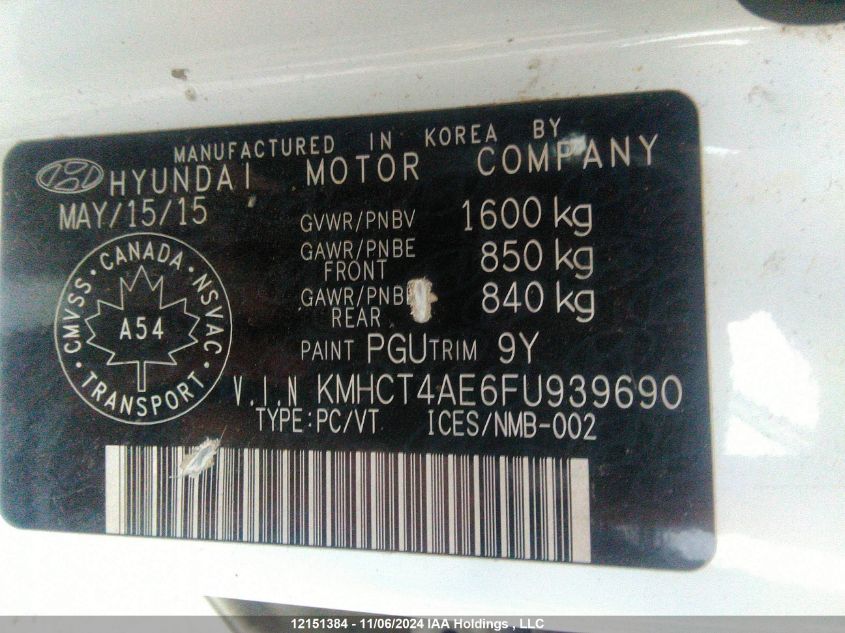 MANUFACTURED IN KOREA BY
HYUNDAI MOTOR COMPANY
MAY/15/15
GVWR/PNBV 1600 kg
GAWR/PNBE FRONT 850 kg
GAWR/PNB REAR 840 kg
PAINT PGU TRIM 9Y
CMVSS · CANADA · NSVAC · TRANSPORT ·
A54
V.I.N KMHCT4AE6FU939690
TYPE:PC/VT ICES/NMB-002
12151384 - 11/06/2024 IAA Holdings , LLC